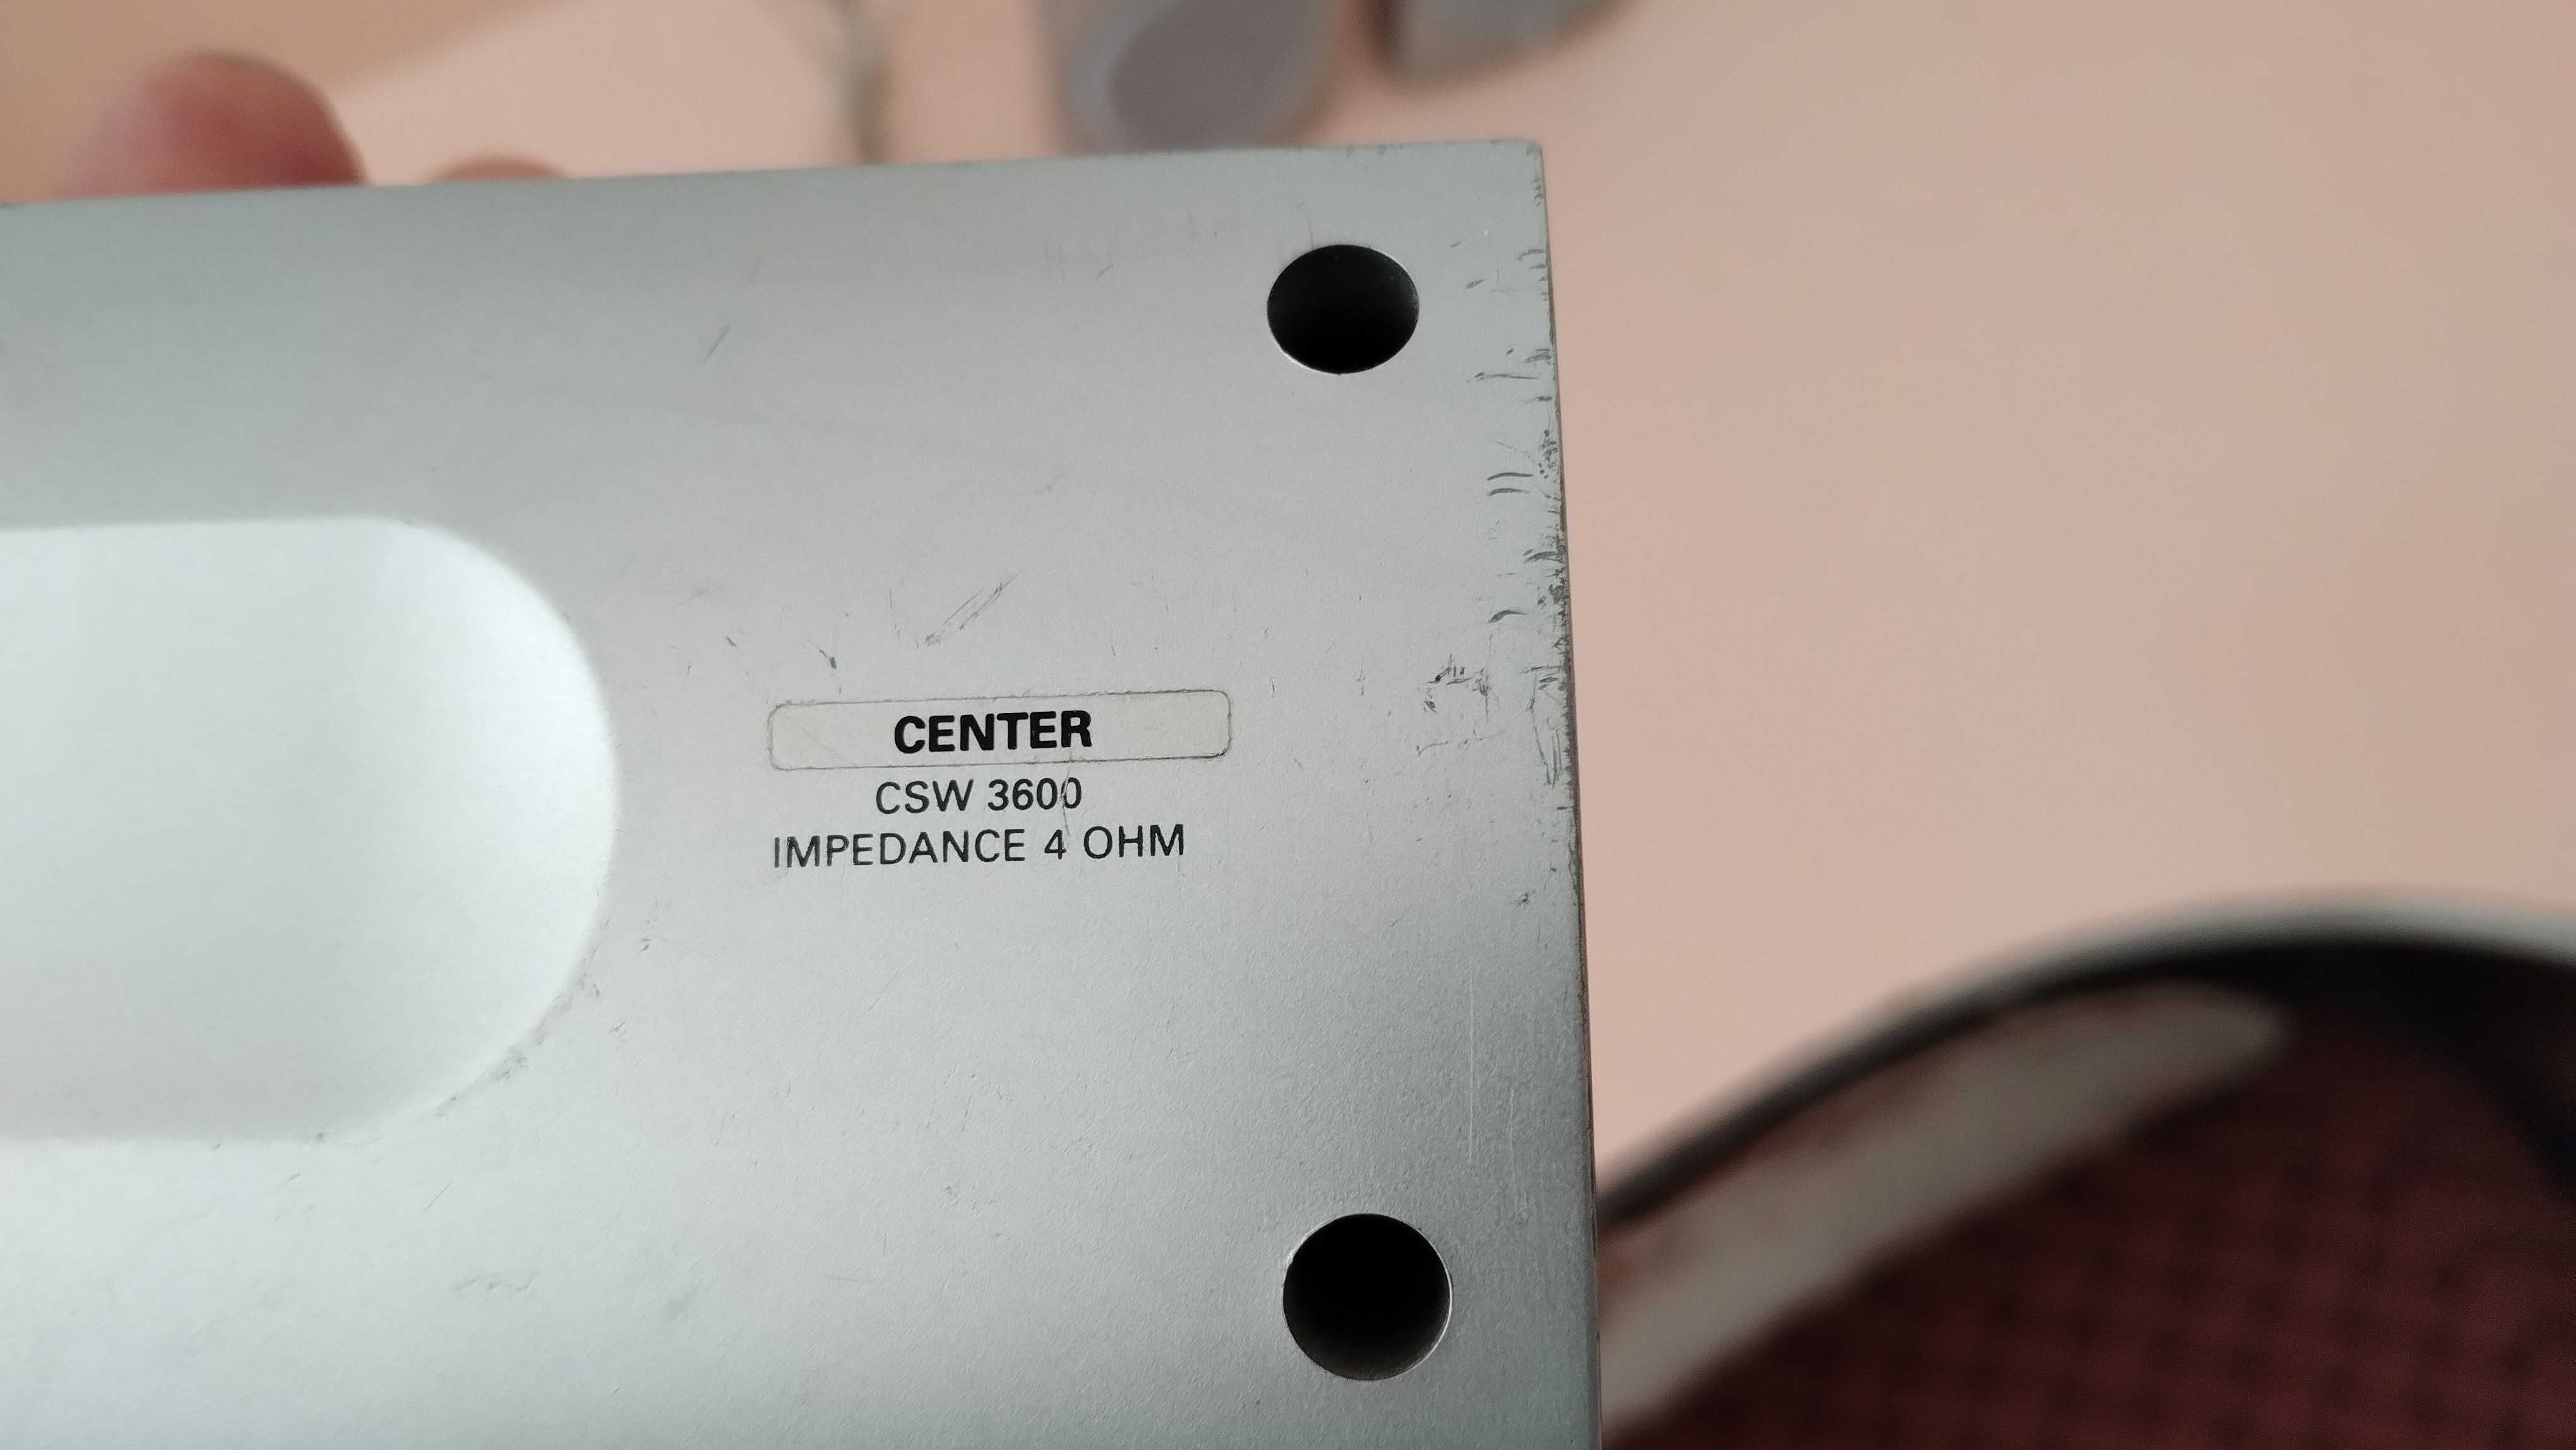 CENTER
CSW 3600
IMPEDANCE 4 OHM